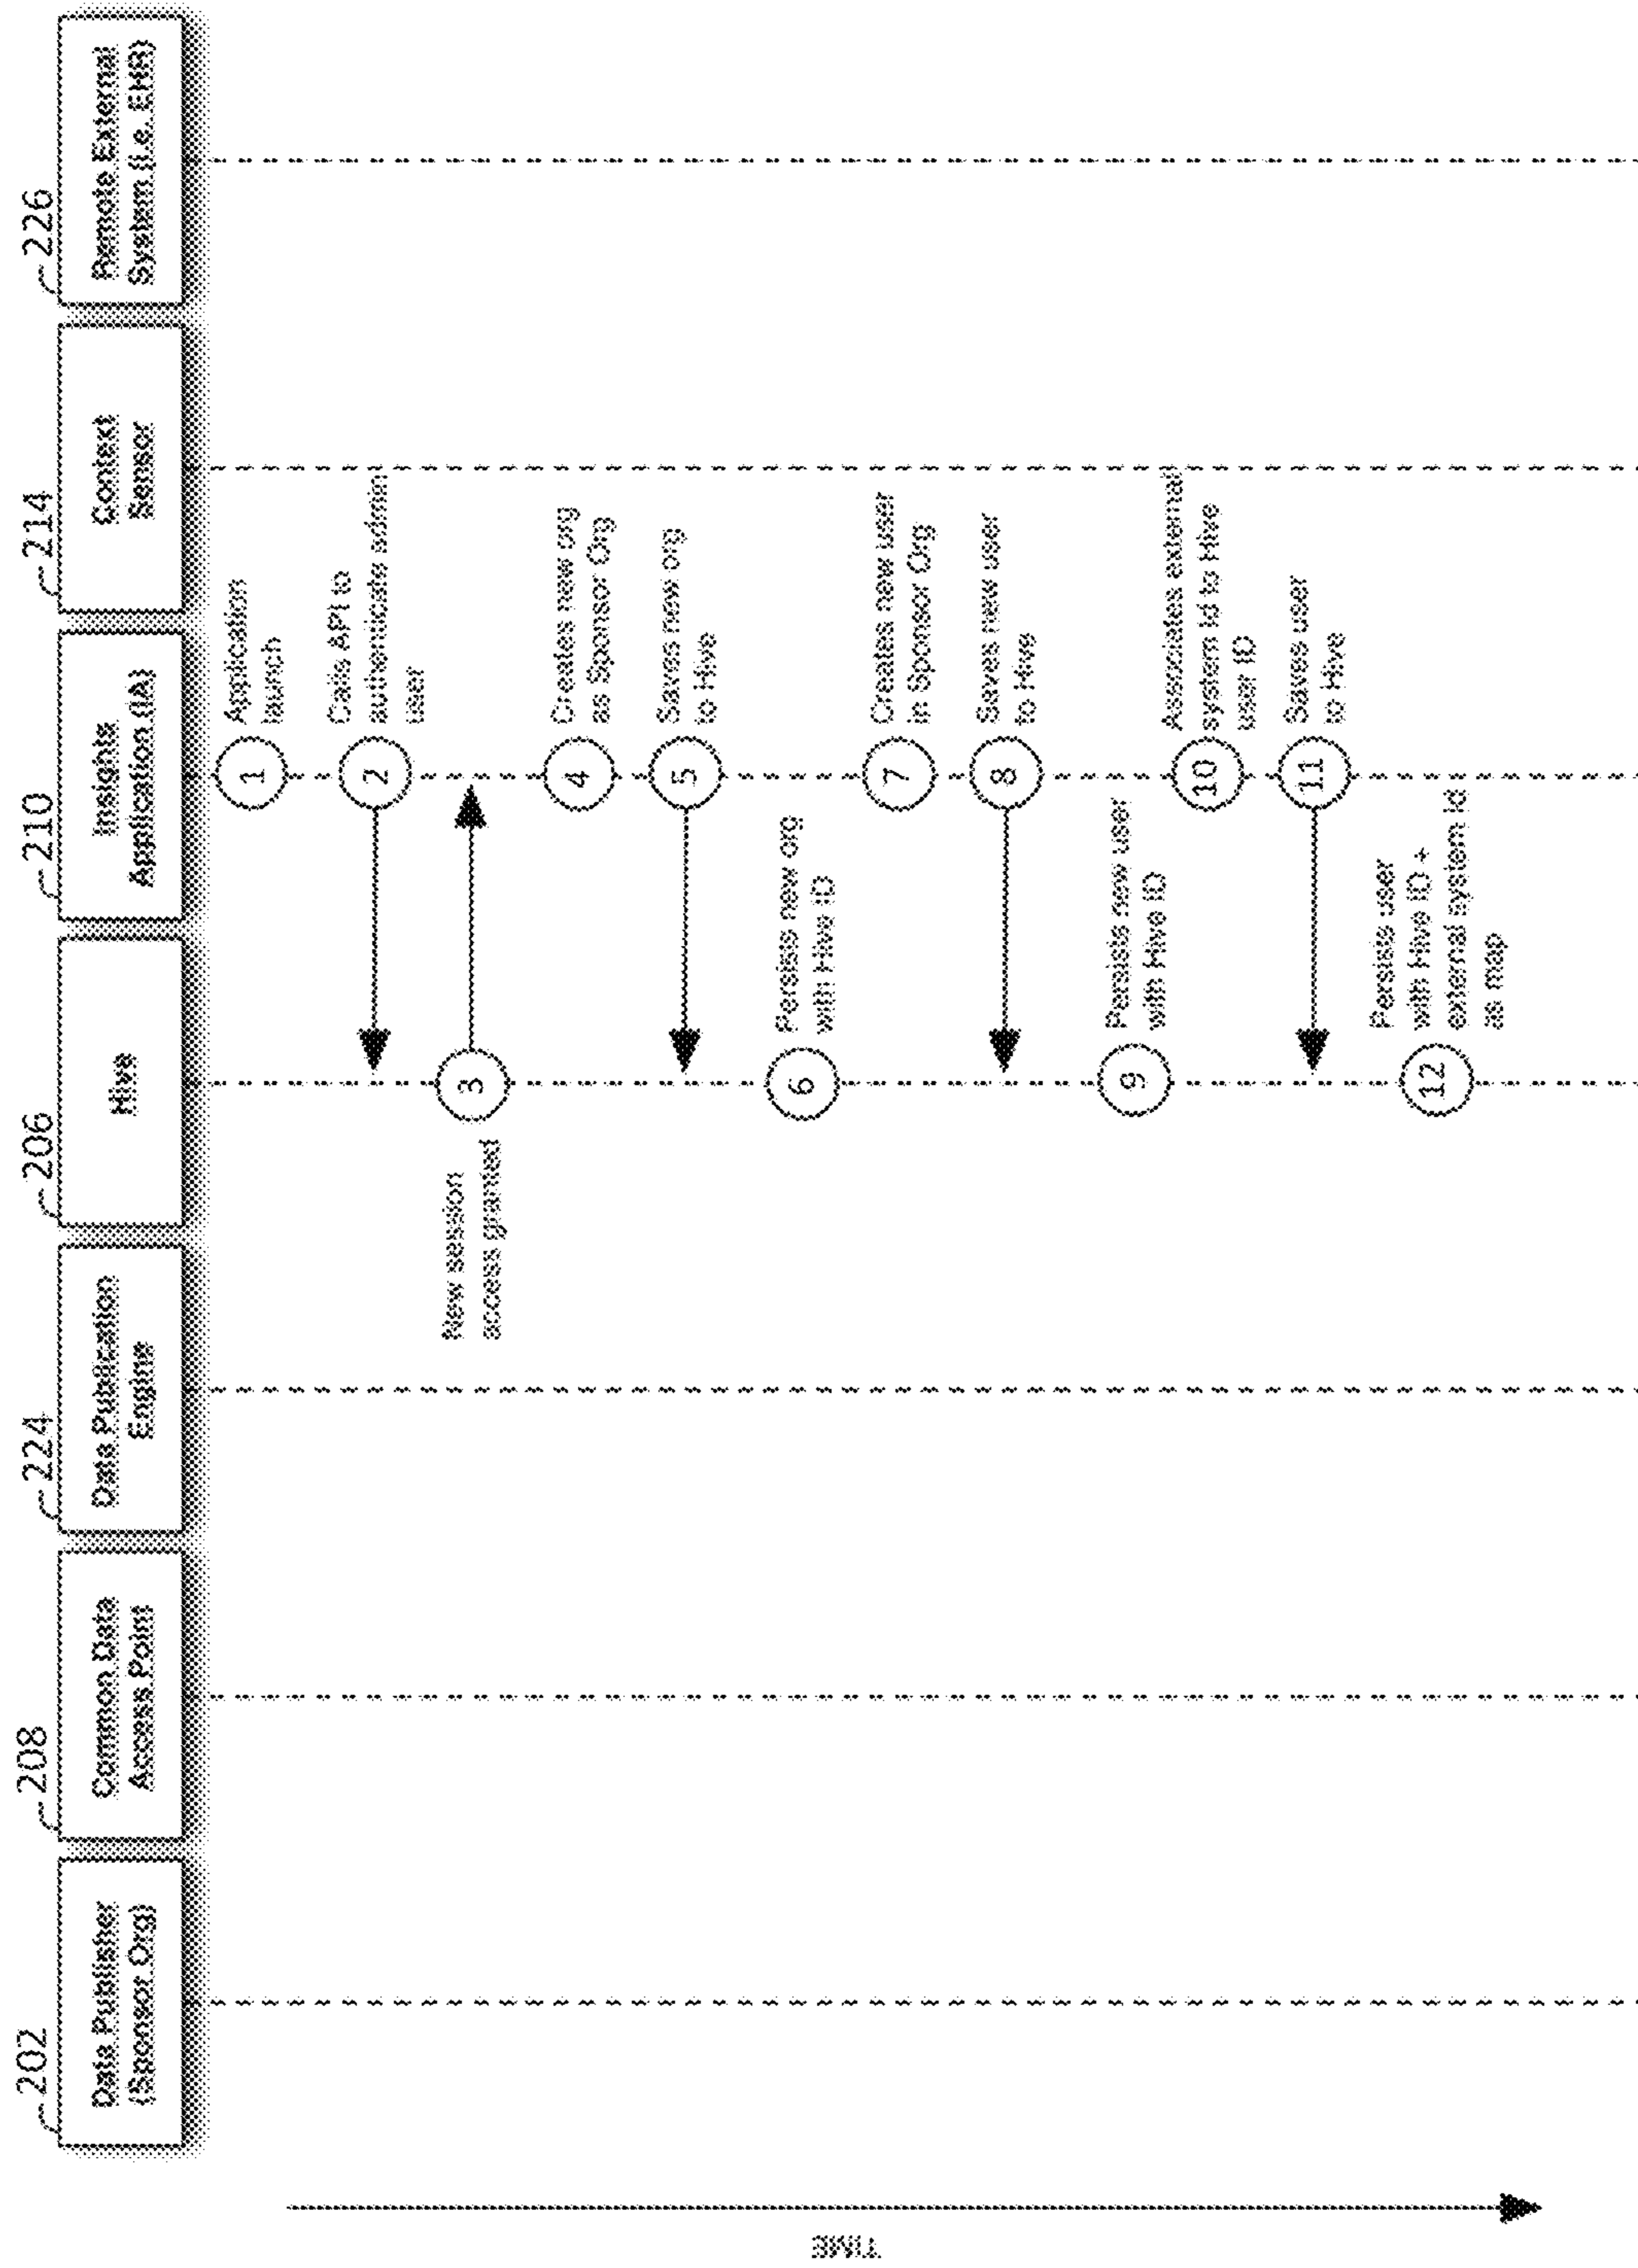 202
Data Publisher
(Sponsor Org)
208
Common Data
Access Point
224
Data Publication
Engine
206
Hive
210
Insights
Application (IA)
214
Context
Sensor
226
Remote External
System (i.e. EHR)
TIME
1
Application
launch
2
Calls API to
authenticate admin
user
New session
access granted
3
4
Creates new org
as Sponsor Org
5
Saves new org
to Hive
6
Persists new org
with Hive ID
7
Creates new user
in Sponsor Org
8
Saves new user
to Hive
9
Persists new user
with Hive ID
10
Associates external
system id to Hive
user ID
11
Saves user
to Hive
12
Persists user
with Hive ID +
external system id
as map